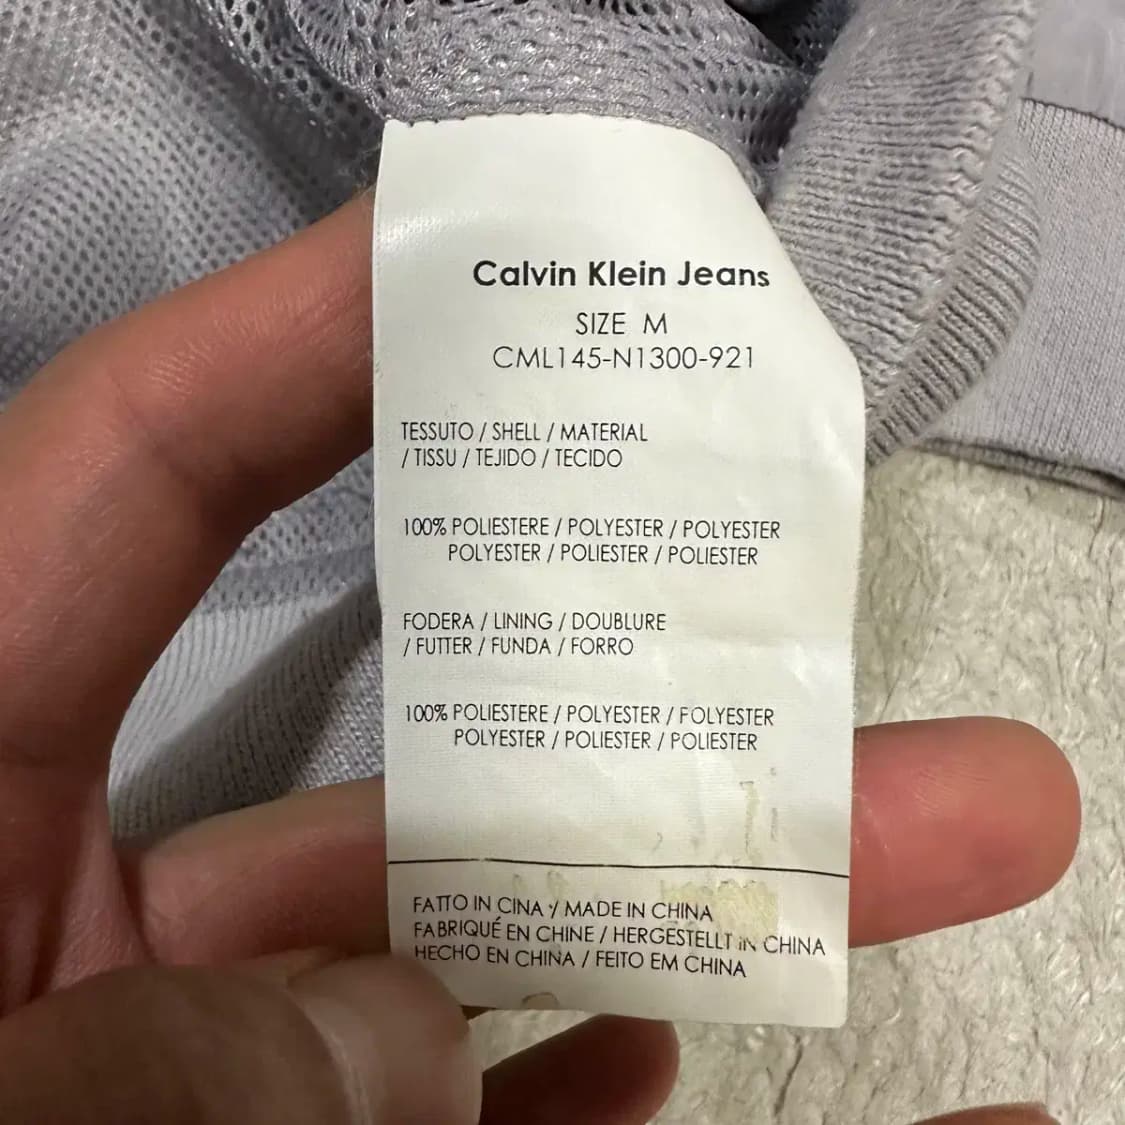 Calvin Klein Jeans
SIZE M
CML145-N1300-921
TESSUTO / SHELL / MATERIAL
/ TISSU / TEJIDO / TECIDO
100% POLIESTERE / POLYESTER / POLYESTER
POLYESTER / POLIESTER / POLIESTER
FODERA / LINING / DOUBLURE
/ FUTTER / FUNDA / FORRO
100% POLIESTERE / POLYESTER / FOLYESTER
POLYESTER / POLIESTER / POLIESTER
FATTO IN CINA / MADE IN CHINA
FABRIQUÉ EN CHINE / HERGESTELLT IN CHINA
HECHO EN CHINA / FEITO EM CHINA